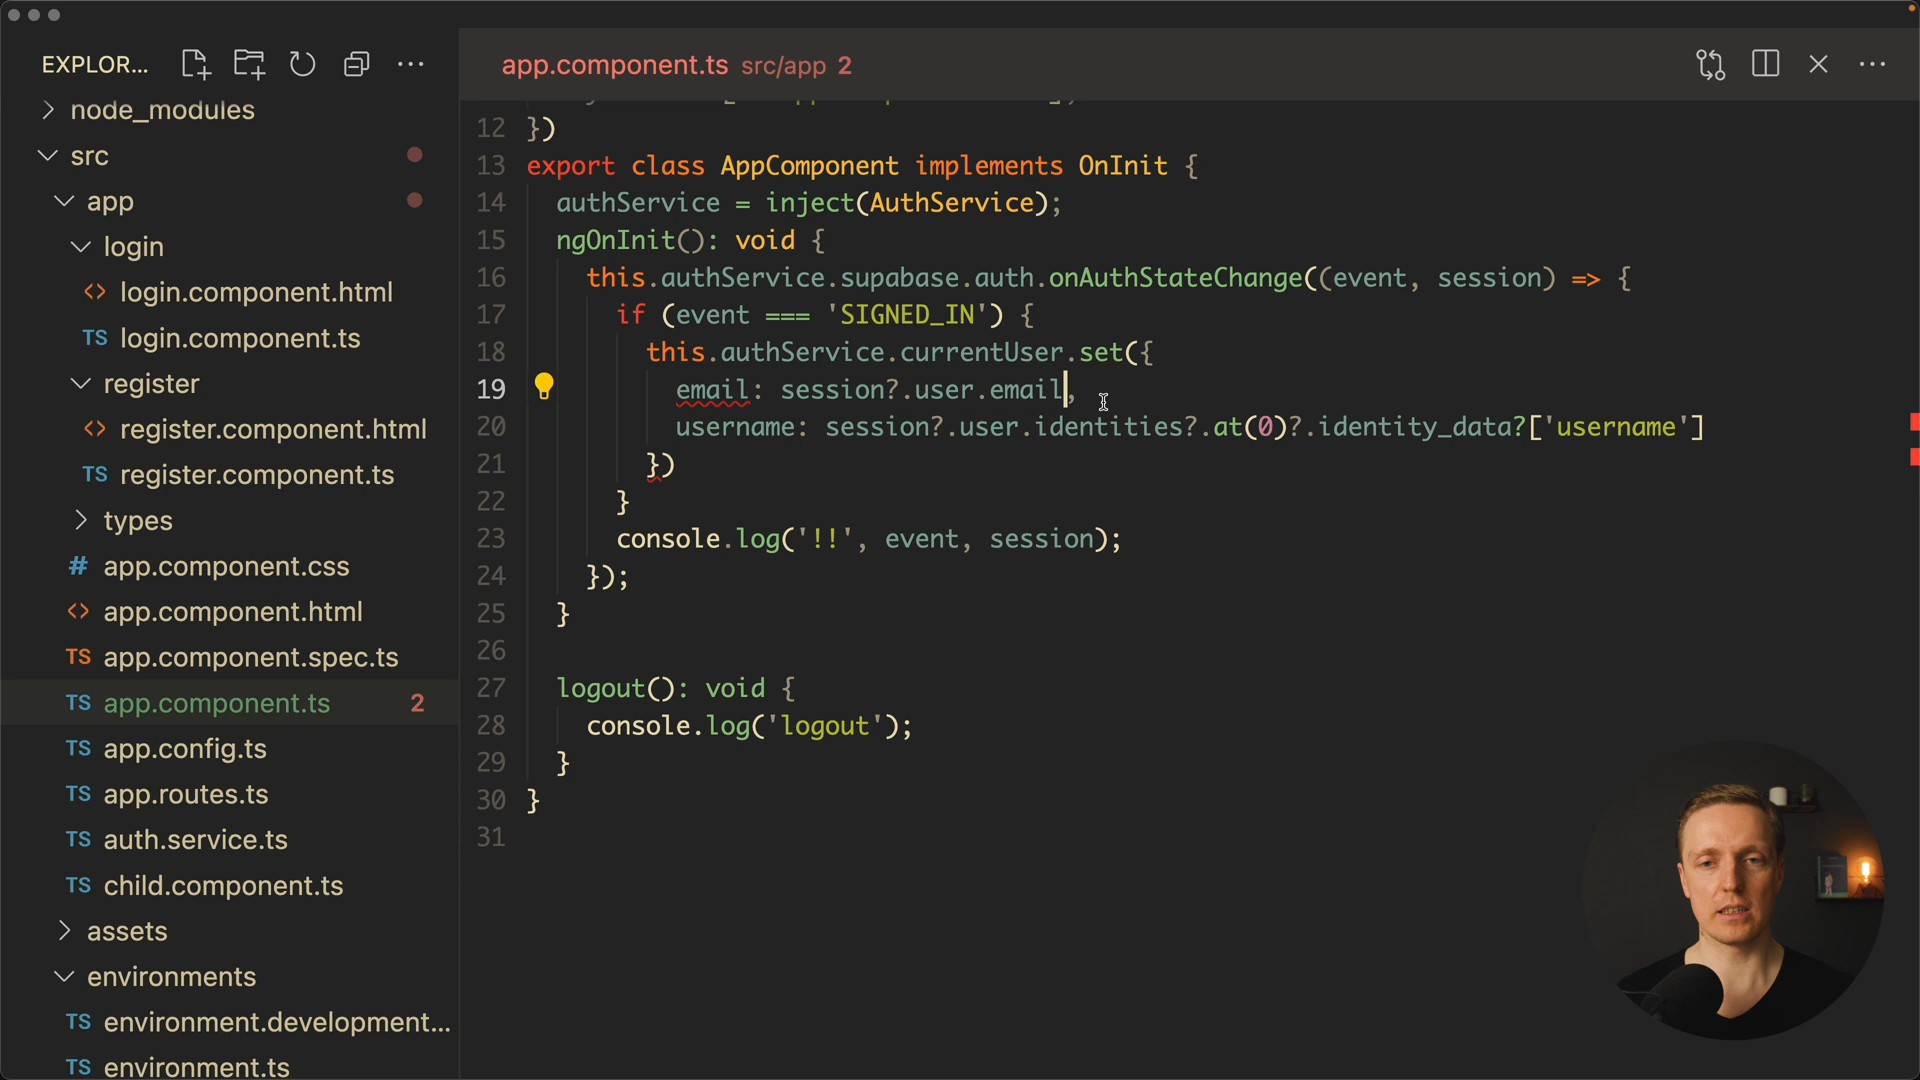 EXPLOR...
node_modules
src
app
login
<> login.component.html
TS login.component.ts
register
<> register.component.html
TS register.component.ts
types
# app.component.css
<> app.component.html
TS app.component.spec.ts
TS app.component.ts 2
TS app.config.ts
TS app.routes.ts
TS auth.service.ts
TS child.component.ts
assets
environments
TS environment.development...
TS environment.ts
app.component.ts src/app 2
12 })
13 export class AppComponent implements OnInit {
14 authService = inject(AuthService);
15 ngOnInit(): void {
16 this.authService.supabase.auth.onAuthStateChange((event, session) => {
17 if (event === 'SIGNED_IN') {
18 this.authService.currentUser.set({
19 email: session?.user.email,
20 username: session?.user.identities?.at(0)?.identity_data?['username']
21 })
22 }
23 console.log('!!', event, session);
24 });
25 }
26
27 logout(): void {
28 console.log('logout');
29 }
30 }
31